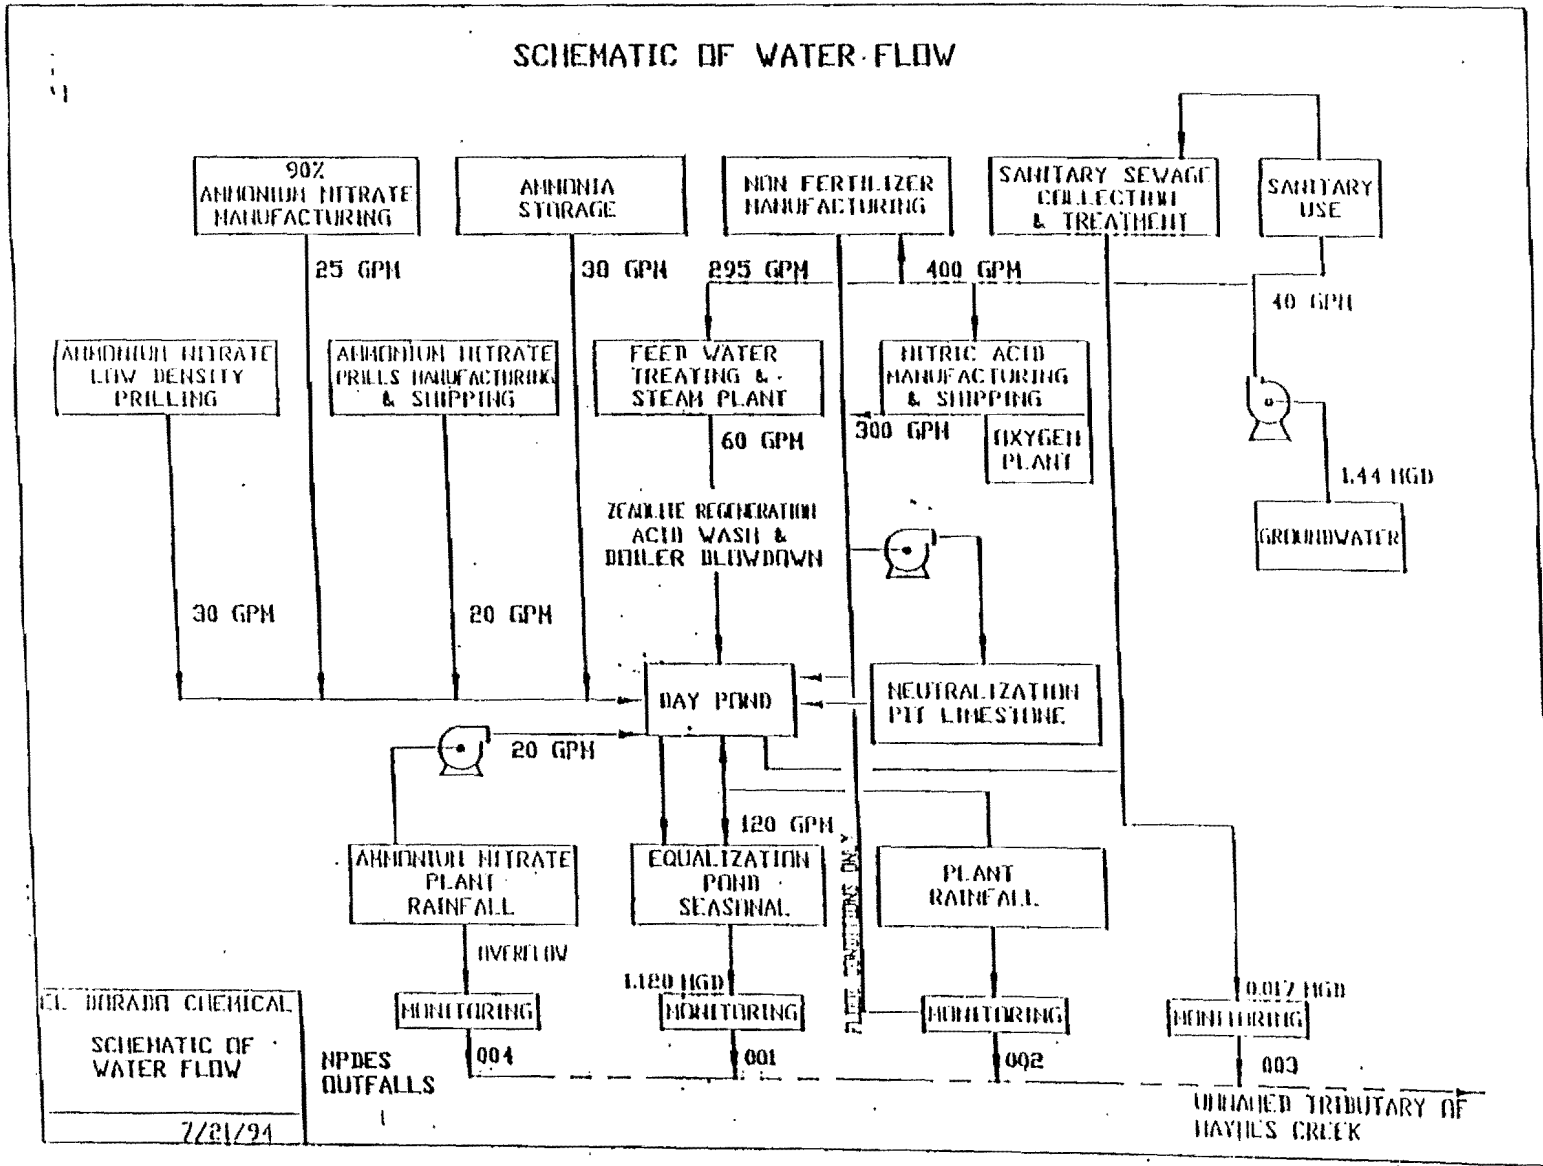 SCHEMATIC OF WATER FLOW
90%
AMMONIUM NITRATE
MANUFACTURING
AMMONIA
STORAGE
NON FERTILIZER
MANUFACTURING
SANITARY SEWAGE
COLLECTION
& TREATMENT
SANITARY
USE
25 GPM
30 GPM
295 GPM
400 GPM
40 GPM
AMMONIUM NITRATE
LOW DENSITY
PRILLING
AMMONIUM NITRATE
PRILLS MANUFACTURING
& SHIPPING
FEED WATER
TREATING &
STEAM PLANT
NITRIC ACID
MANUFACTURING
& SHIPPING
60 GPM
300 GPM
OXYGEN
PLANT
1.44 MGD
GROUNDWATER
ZEAOLITE REGENERATION
ACID WASH &
BOILER BLOWDOWN
30 GPM
20 GPM
DAY POND
NEUTRALIZATION
PIT LIMESTONE
20 GPM
120 GPM
AMMONIUM NITRATE
PLANT
RAINFALL
EQUALIZATION
POND
SEASONAL
CONDITIONS ONLY
PLANT
RAINFALL
OVERFLOW
1.180 MGD
0.017 MGD
MONITORING
MONITORING
MONITORING
MONITORING
004
001
002
003
NPDES
OUTFALLS
UNNAMED TRIBUTARY OF
HAYNES CREEK
EL DORADO CHEMICAL
SCHEMATIC OF
WATER FLOW
7/21/94